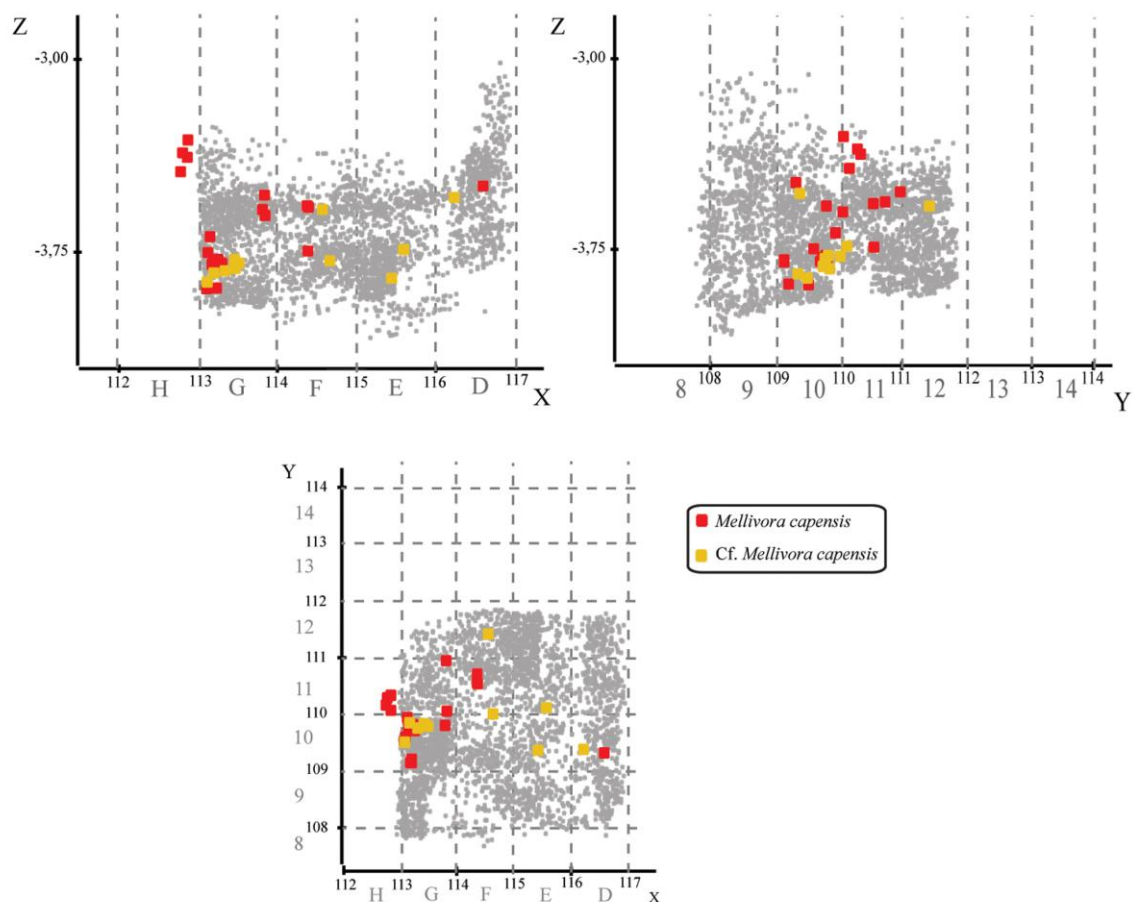 Z
-3,00
-3,75
112 113 114 115 116 117
H G F E D
X
Z
-3,00
-3,75
108 109 110 111 112 113 114
8 9 10 11 12 13 14
Y
Y
114
14
113
13
112
12
111
11
110
10
109
9
108
8
112 113 114 115 116 117
H G F E D
x
Mellivora capensis
Cf. Mellivora capensis